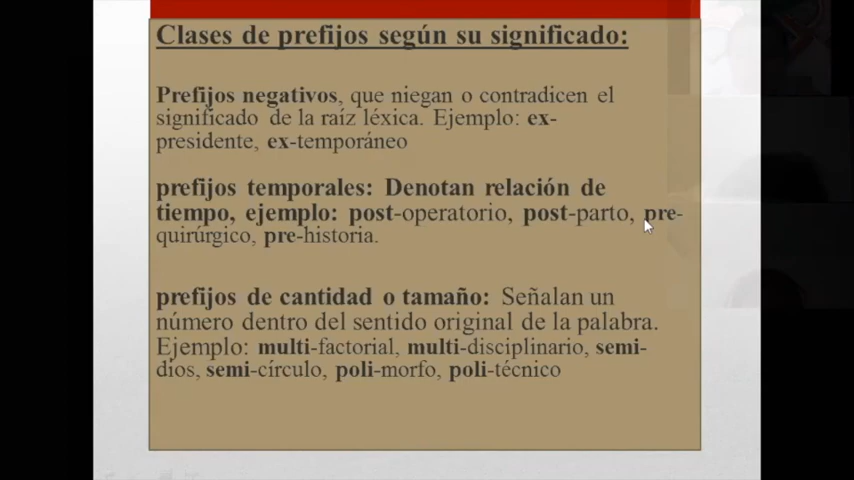 Clases de prefijos según su significado:
Prefijos negativos, que niegan o contradicen el
significado de la raíz léxica. Ejemplo: ex-
presidente, ex-temporáneo
prefijos temporales: Denotan relación de
tiempo, ejemplo: post-operatorio, post-parto, pre-
quirúrgico, pre-historia.
prefijos de cantidad o tamaño: Señalan un
número dentro del sentido original de la palabra.
Ejemplo: multi-factorial, multi-disciplinario, semi-
dios, semi-círculo, poli-morfo, poli-técnico